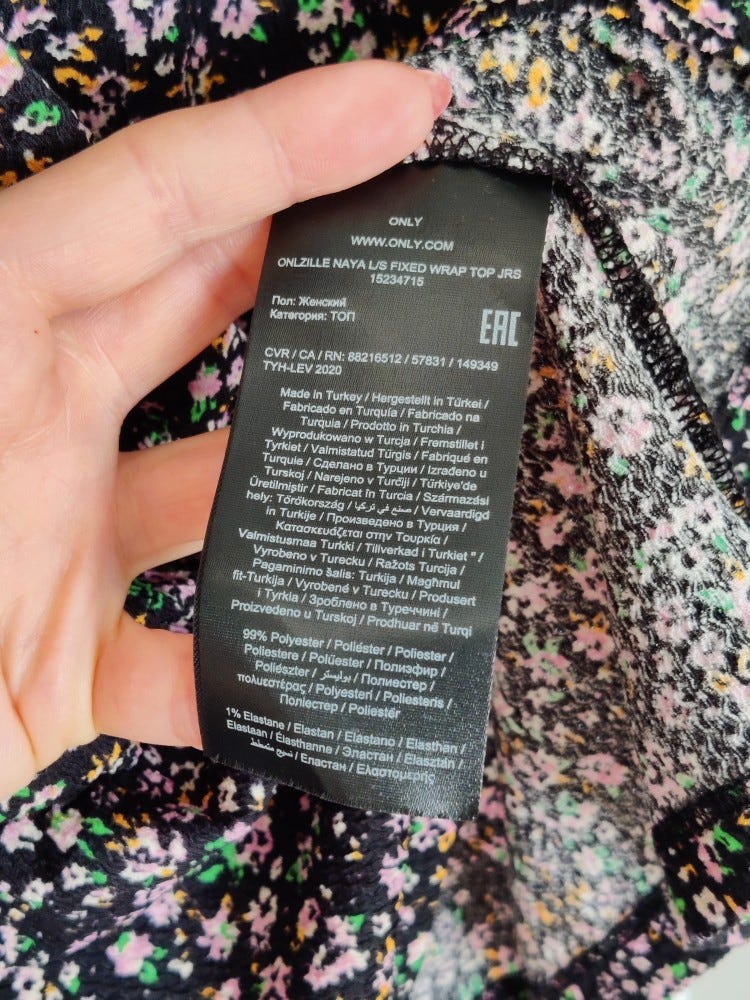 ONLY
WWW.ONLY.COM
ONLZILLE NAYA L/S FIXED WRAP TOP JRS
15234715
Пол: Женский
Категория: ТОП
EAC
CVR / CA / RN: 88216512 / 57831 / 149349
TYH-LEV 2020
Made in Turkey / Hergestellt in Türkei /
Fabricado en Turquía / Fabricado na
Turquia / Prodotto in Turchia /
Wyprodukowano w Turcja / Fremstillet i
Tyrkiet / Valmistatud Türgis / Fabriqué en
Turquie / Сделано в Турции / Izrađeno u
Turskoj / Narejeno v Turčiji / Türkiye'de
Üretilmiştir / Fabricat în Turcia / Származási
hely: Törökország / صنع في تركيا / Vervaardigd
in Turkije / Произведено в Турция /
Κατασκευάζεται στην Τουρκία /
Valmistusmaa Turkki / Tillverkad i Turkiet " /
Vyrobeno v Turecku / Ražots Turcija /
Pagaminimo šalis: Turkija / Magħmul
fit-Turkija / Vyrobené v Turecku / Produsert
i Tyrkia / Зроблено в Туреччині /
Proizvedeno u Turskoj / Prodhuar në Turqi
99% Polyester / Poliéster / Poliester /
Poliestere / Polüester / Полиэфир /
Poliészter / بوليستر / Полиестер /
πολυεστέρας / Polyesteri / Poliesteris /
Поліестер / Poliestër
1% Elastane / Elastan / Elastano / Elasthan /
Elastaan / Élasthanne / Эластан / Elasztán /
نسيج مطاط / Еластан / Ελαστομερής